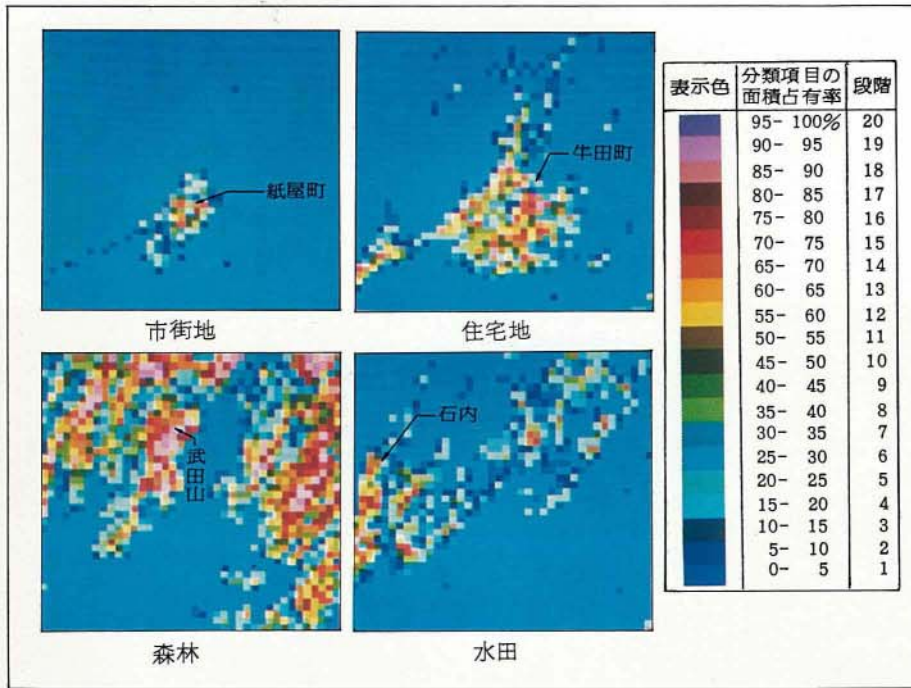 紙屋町
牛田町
市街地
住宅地
武田山
石内
森林
水田
表示色 分類項目の面積占有率 段階
95- 100% 20
90- 95 19
85- 90 18
80- 85 17
75- 80 16
70- 75 15
65- 70 14
60- 65 13
55- 60 12
50- 55 11
45- 50 10
40- 45 9
35- 40 8
30- 35 7
25- 30 6
20- 25 5
15- 20 4
10- 15 3
5- 10 2
0- 5 1